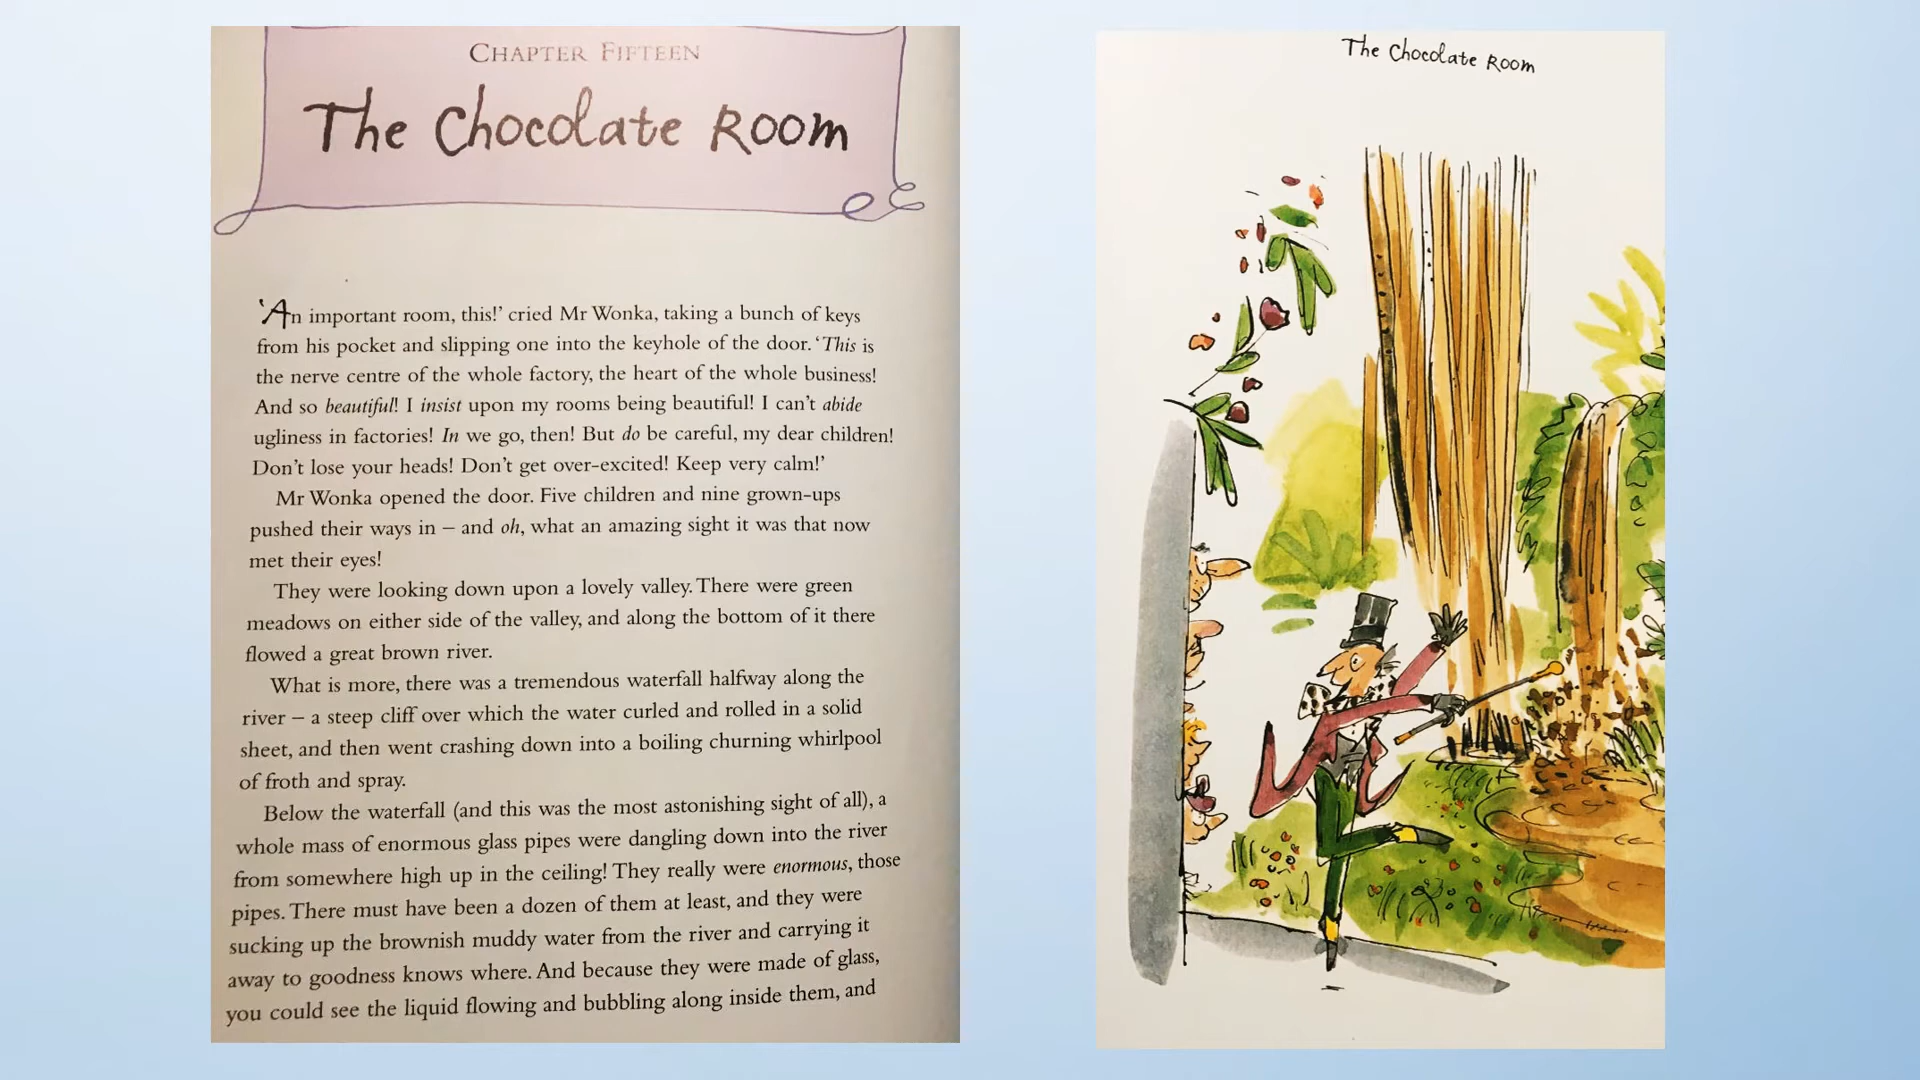 CHAPTER FIFTEEN
The Chocolate Room
'An important room, this!' cried Mr Wonka, taking a bunch of keys
from his pocket and slipping one into the keyhole of the door. 'This is
the nerve centre of the whole factory, the heart of the whole business!
And so beautiful! I insist upon my rooms being beautiful! I can't abide
ugliness in factories! In we go, then! But do be careful, my dear children!
Don't lose your heads! Don't get over-excited! Keep very calm!'
Mr Wonka opened the door. Five children and nine grown-ups
pushed their ways in – and oh, what an amazing sight it was that now
met their eyes!
They were looking down upon a lovely valley. There were green
meadows on either side of the valley, and along the bottom of it there
flowed a great brown river.
What is more, there was a tremendous waterfall halfway along the
river – a steep cliff over which the water curled and rolled in a solid
sheet, and then went crashing down into a boiling churning whirlpool
of froth and spray.
Below the waterfall (and this was the most astonishing sight of all), a
whole mass of enormous glass pipes were dangling down into the river
from somewhere high up in the ceiling! They really were enormous, those
pipes. There must have been a dozen of them at least, and they were
sucking up the brownish muddy water from the river and carrying it
away to goodness knows where. And because they were made of glass,
you could see the liquid flowing and bubbling along inside them, and
The Chocolate Room